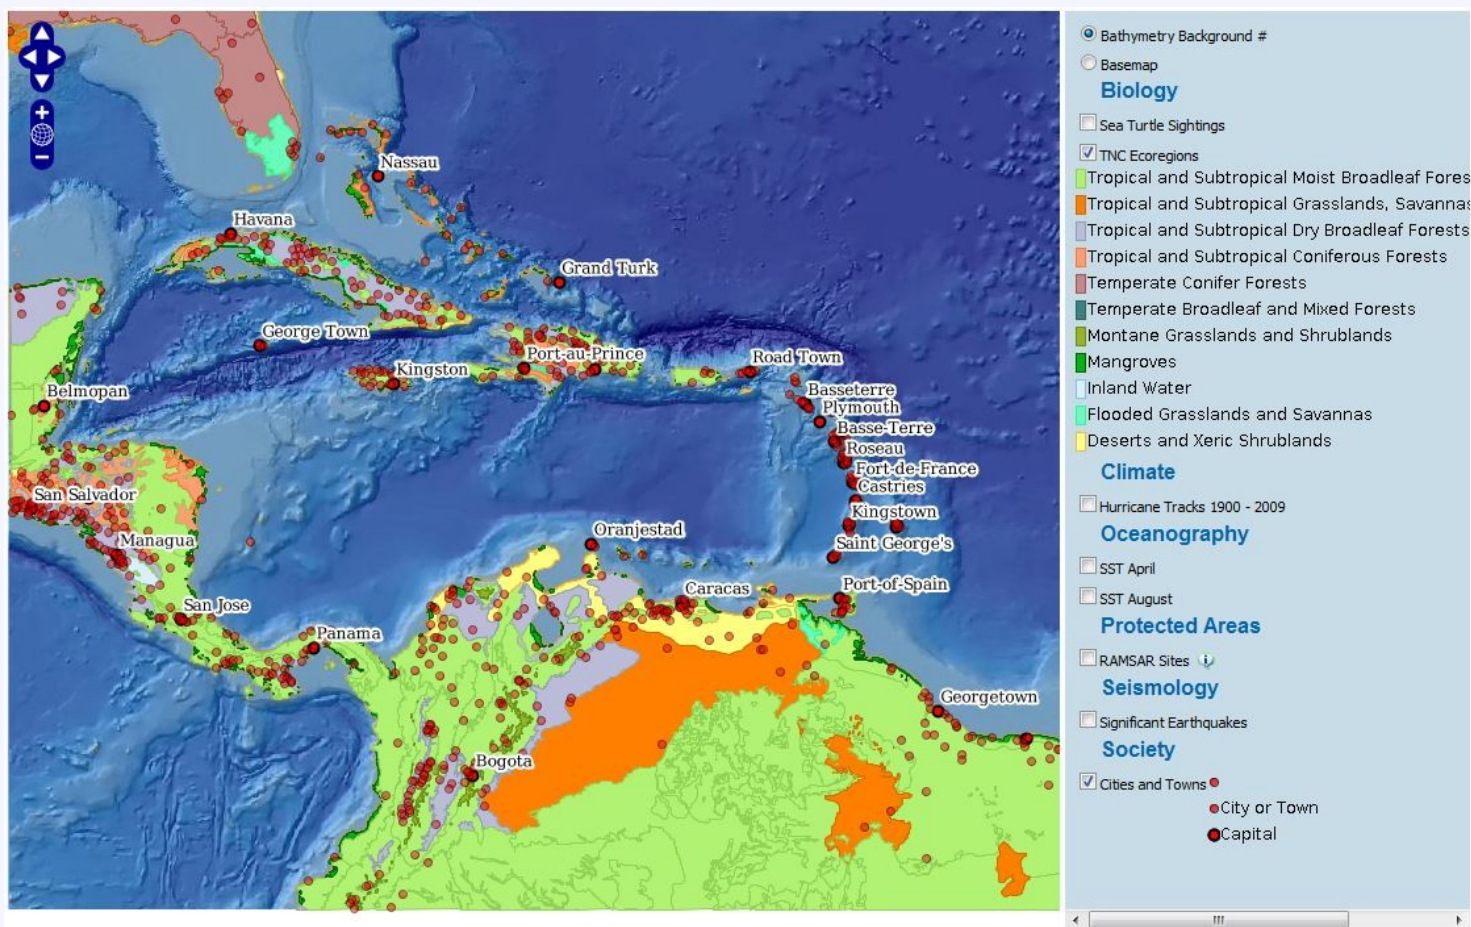 Nassau
Havana
Grand Turk
George Town
Port-au-Prince
Road Town
Kingston
Basseterre
Belmopan
Plymouth
Basse-Terre
Roseau
Fort-de-France
Castries
San Salvador
Kingstown
Oranjestad
Managua
Saint George's
Caracas
Port-of-Spain
San Jose
Panama
Georgetown
Bogota
Bathymetry Background #
Basemap
Biology
Sea Turtle Sightings
TNC Ecoregions
Tropical and Subtropical Moist Broadleaf Fores
Tropical and Subtropical Grasslands, Savannas
Tropical and Subtropical Dry Broadleaf Forests
Tropical and Subtropical Coniferous Forests
Temperate Conifer Forests
Temperate Broadleaf and Mixed Forests
Montane Grasslands and Shrublands
Mangroves
Inland Water
Flooded Grasslands and Savannas
Deserts and Xeric Shrublands
Climate
Hurricane Tracks 1900 - 2009
Oceanography
SST April
SST August
Protected Areas
RAMSAR Sites
Seismology
Significant Earthquakes
Society
Cities and Towns
City or Town
Capital